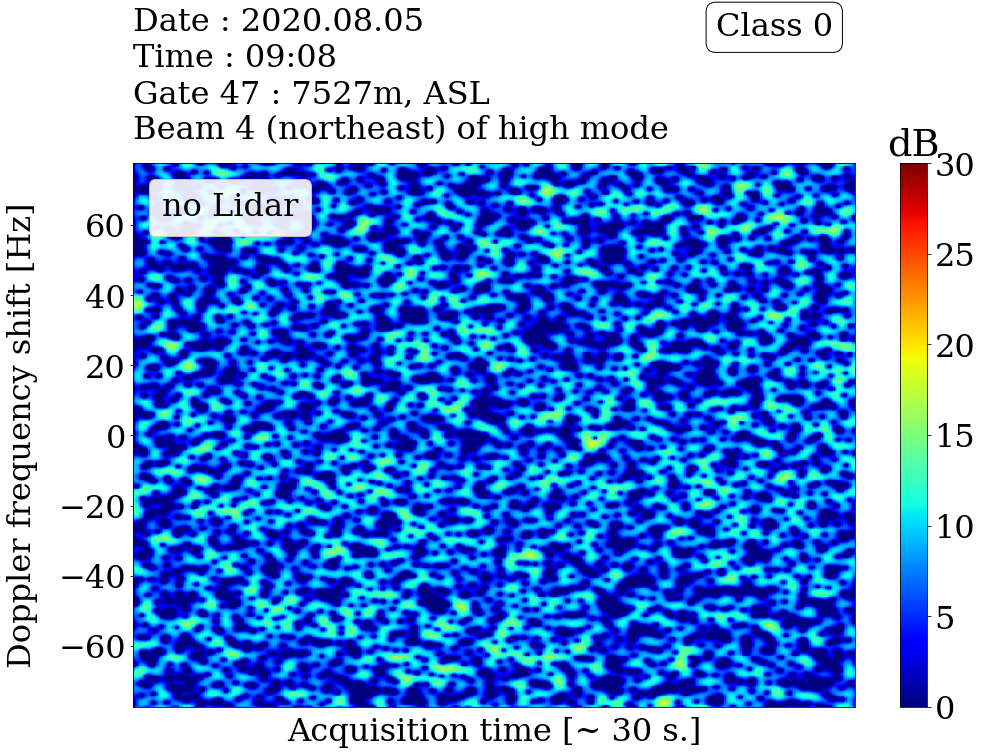 Date : 2020.08.05
Time : 09:08
Gate 47 : 7527m, ASL
Beam 4 (northeast) of high mode
Class 0
dB
no Lidar
Doppler frequency shift [Hz]
60
40
20
0
−20
−40
−60
30
25
20
15
10
5
0
Acquisition time [~ 30 s.]